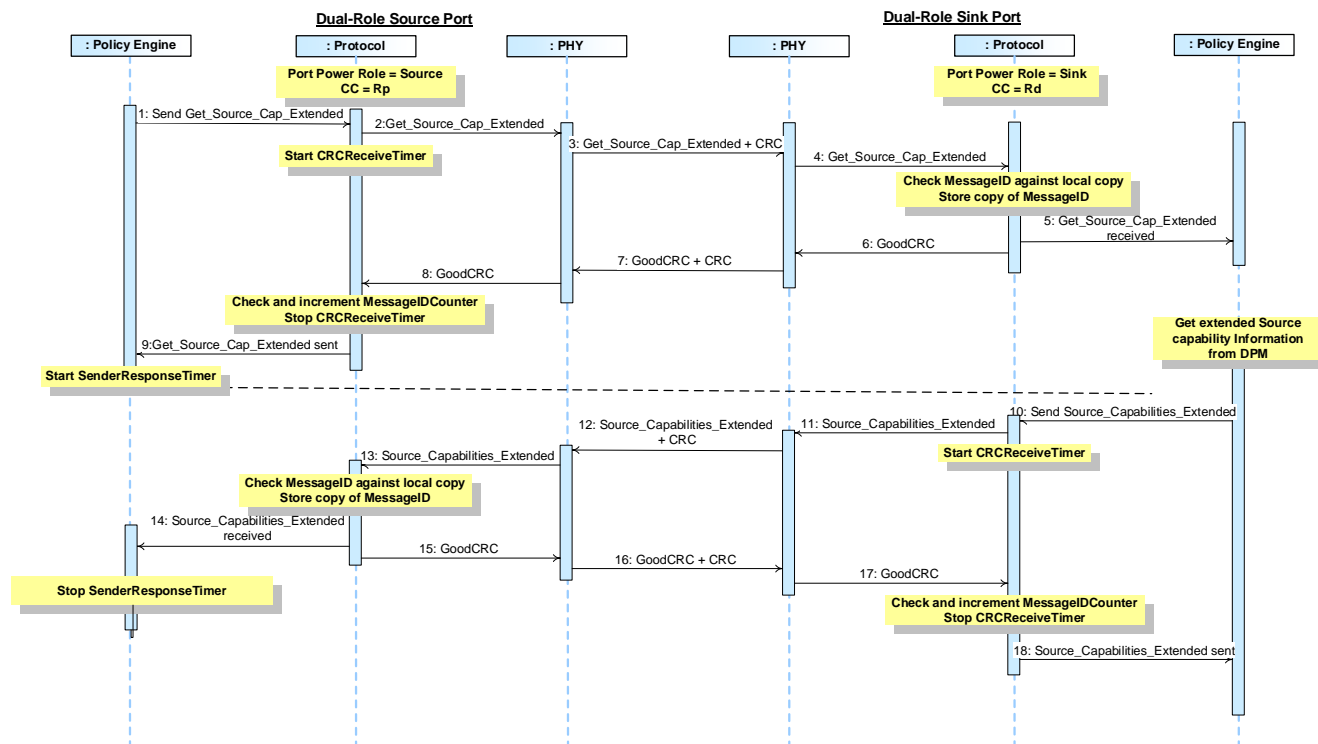 Dual-Role Source Port
Dual-Role Sink Port
: Policy Engine
: Protocol
: PHY
: PHY
: Protocol
: Policy Engine
Port Power Role = Source
CC = Rp
Port Power Role = Sink
CC = Rd
1: Send Get_Source_Cap_Extended
2:Get_Source_Cap_Extended
Start CRCReceiveTimer
3: Get_Source_Cap_Extended + CRC
4: Get_Source_Cap_Extended
Check MessageID against local copy
Store copy of MessageID
5: Get_Source_Cap_Extended
received
6: GoodCRC
7: GoodCRC + CRC
8: GoodCRC
Check and increment MessageIDCounter
Stop CRCReceiveTimer
9:Get_Source_Cap_Extended sent
Start SenderResponseTimer
Get extended Source
capability Information
from DPM
10: Send Source_Capabilities_Extended
11: Source_Capabilities_Extended
Start CRCReceiveTimer
12: Source_Capabilities_Extended
+ CRC
13: Source_Capabilities_Extended
Check MessageID against local copy
Store copy of MessageID
14: Source_Capabilities_Extended
received
15: GoodCRC
16: GoodCRC + CRC
17: GoodCRC
Stop SenderResponseTimer
Check and increment MessageIDCounter
Stop CRCReceiveTimer
18: Source_Capabilities_Extended sent